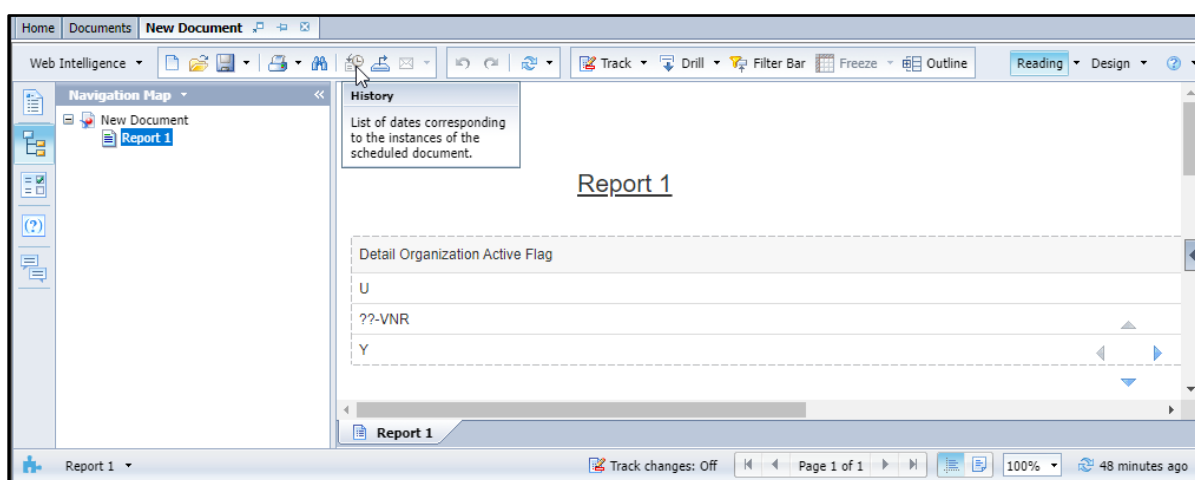 Home Documents New Document
Web Intelligence Track Drill Filter Bar Freeze Outline Reading Design
Navigation Map
New Document
Report 1
History
List of dates corresponding
to the instances of the
scheduled document.
Report 1
Detail Organization Active Flag
U
??-VNR
Y
Report 1
Report 1 Track changes: Off Page 1 of 1 100% 48 minutes ago